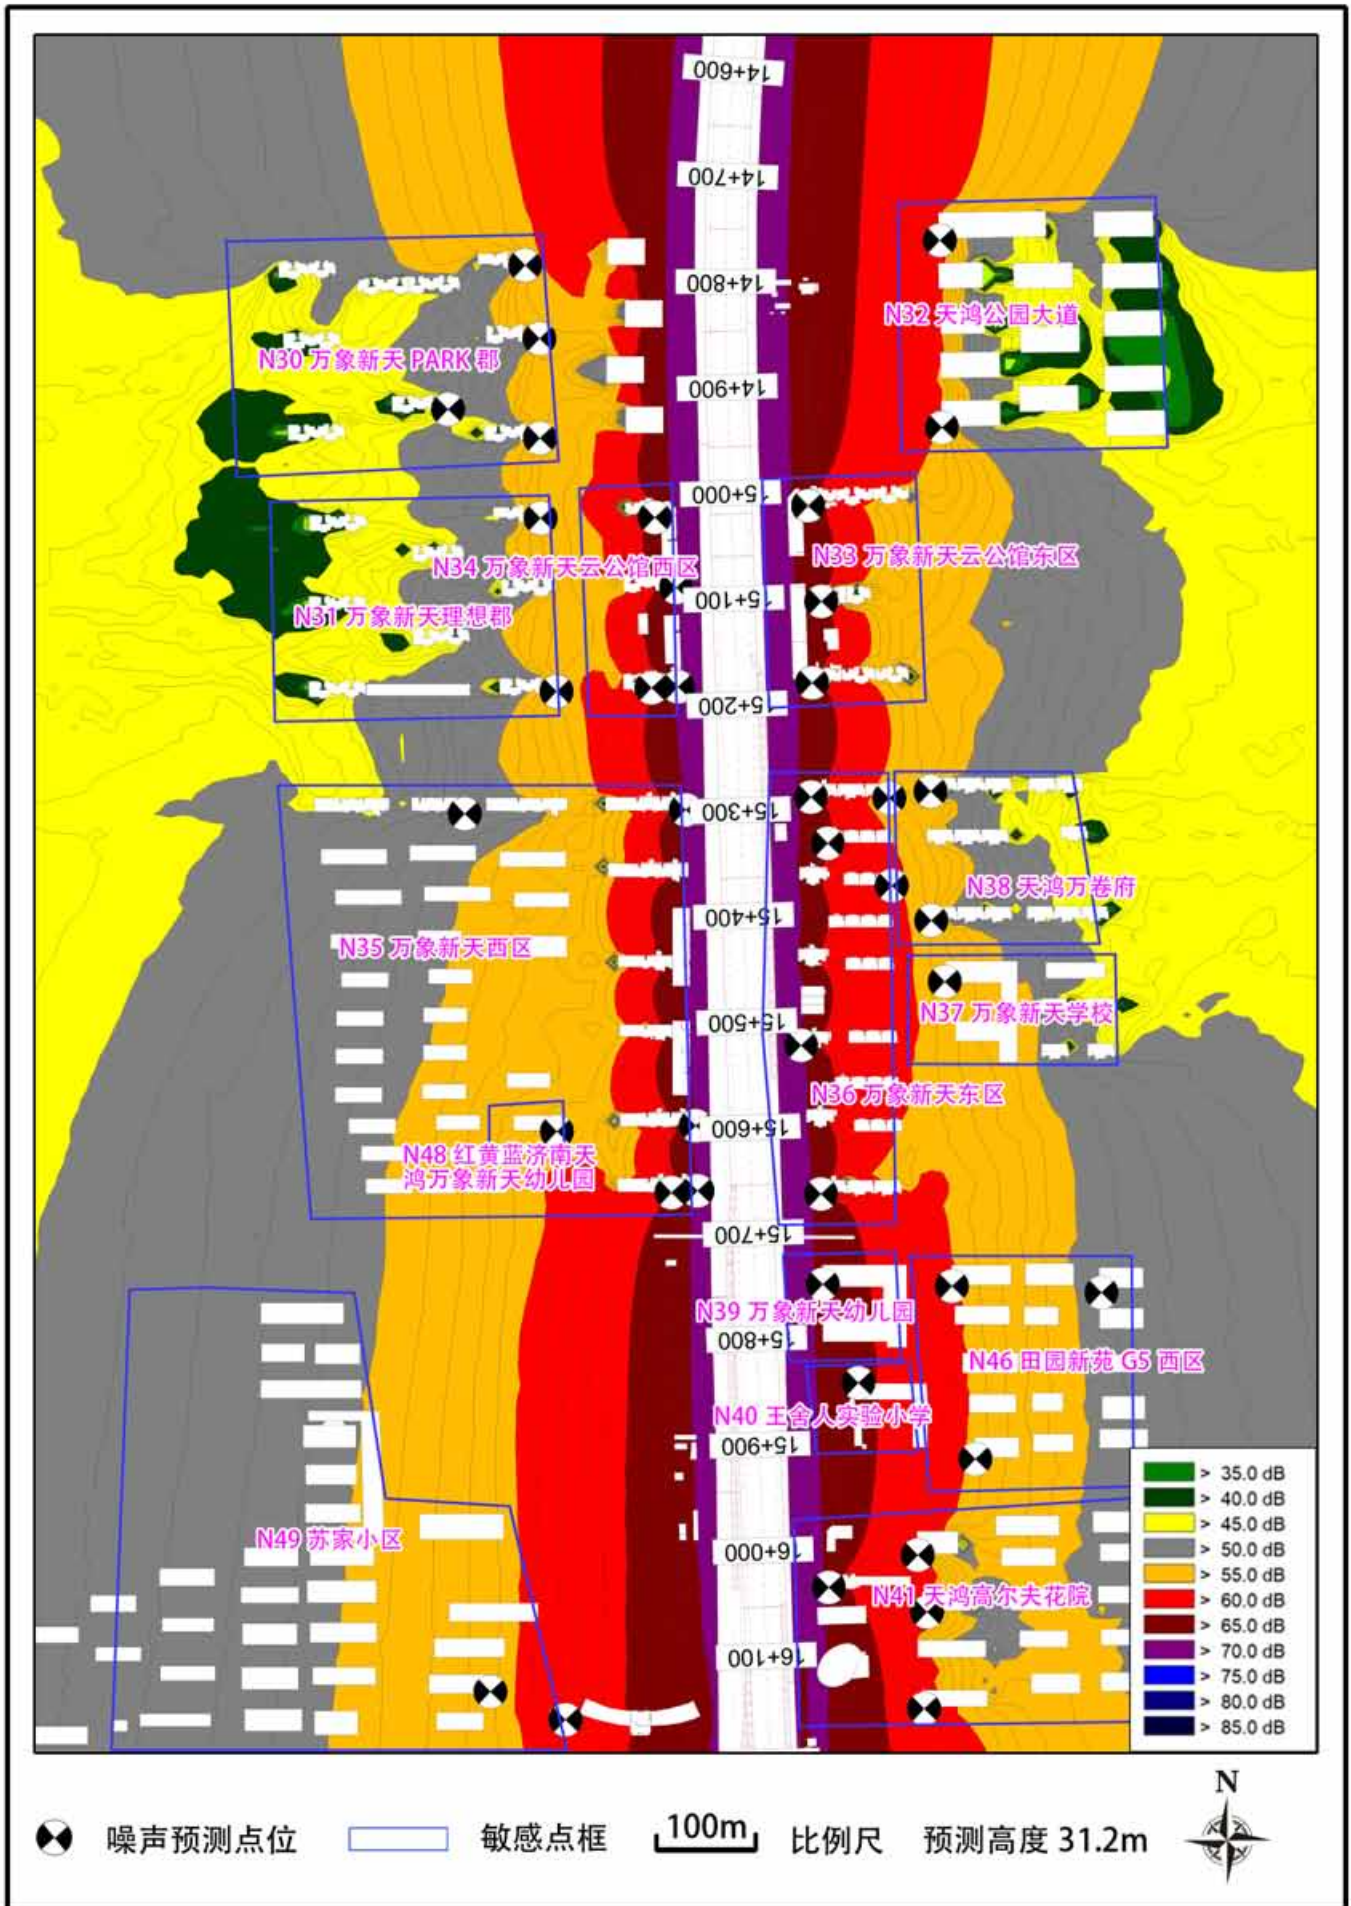 14+600
14+700
14+800
N32 天鸿公园大道
N30 万象新天 PARK 郡
14+900
15+000
N33 万象新天云公馆东区
N34 万象新天云公馆西区
15+100
N31 万象新天理想郡
15+200
15+300
N38 天鸿万卷府
15+400
N35 万象新天西区
N37 万象新天学校
15+500
N36 万象新天东区
15+600
N48 红黄蓝济南天
鸿万象新天幼儿园
15+700
N39 万象新天幼儿园
15+800
N46 田园新苑 G5 西区
N40 王舍人实验小学
15+900
N49 苏家小区
16+000
N41 天鸿高尔夫花院
16+100
> 35.0 dB
> 40.0 dB
> 45.0 dB
> 50.0 dB
> 55.0 dB
> 60.0 dB
> 65.0 dB
> 70.0 dB
> 75.0 dB
> 80.0 dB
> 85.0 dB
N
噪声预测点位 敏感点框 100m 比例尺 预测高度 31.2m